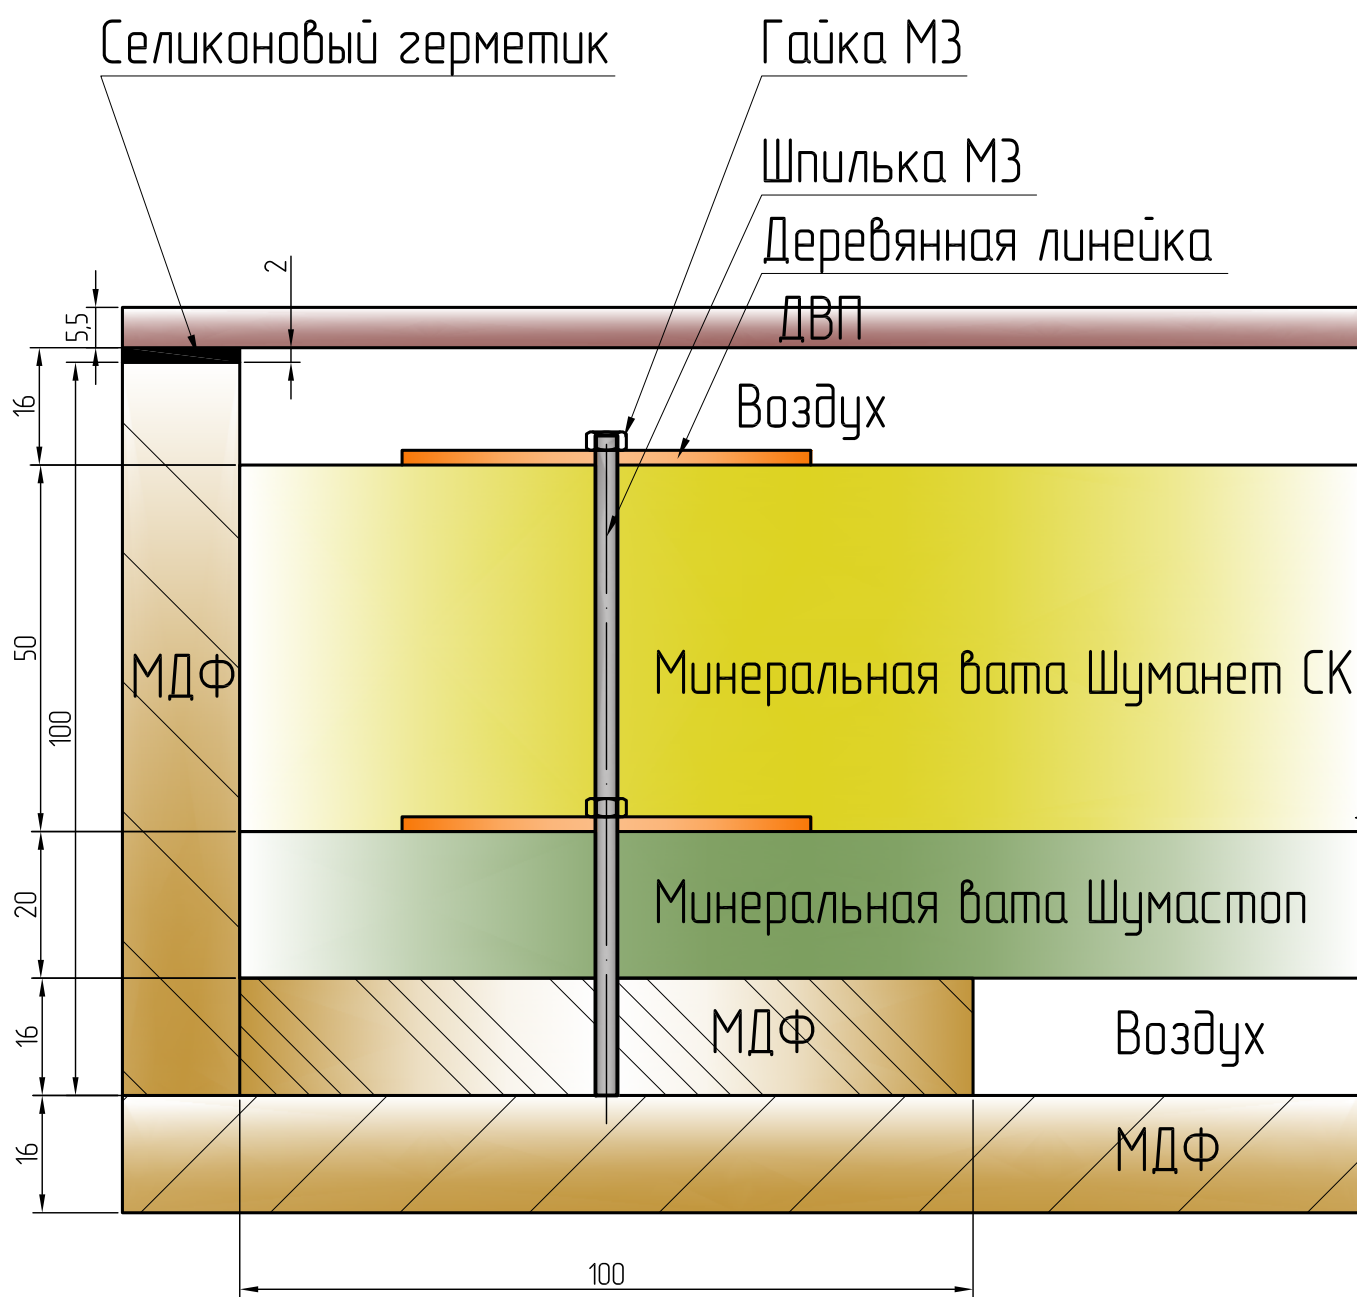 Селиконовый герметик
Гайка М3
Шпилька М3
Деревянная линейка
2
5,5
ДВП
16
Воздух
50
МДФ
Минеральная вата Шуманет СК
100
20
Минеральная вата Шумастоп
16
МДФ
Воздух
16
МДФ
100